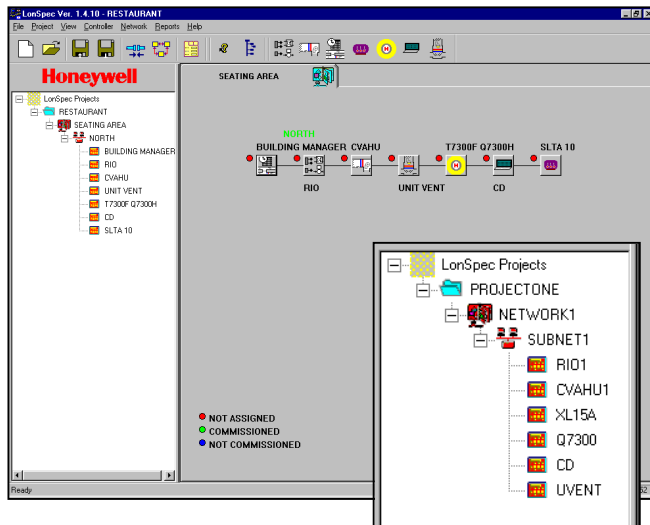 LonSpec Ver. 1.4.10 - RESTAURANT
File Project View Controller Network Reports Help
Honeywell
LonSpec Projects
RESTAURANT
SEATING AREA
NORTH
BUILDING MANAGER
RIO
CVAHU
UNIT VENT
T7300F Q7300H
CD
SLTA 10
SEATING AREA
NORTH
BUILDING MANAGER CVAHU T7300F Q7300H SLTA 10
RIO UNIT VENT CD
NOT ASSIGNED
COMMISSIONED
NOT COMMISSIONED
LonSpec Projects
PROJECTONE
NETWORK1
SUBNET1
RIO1
CVAHU1
XL15A
Q7300
CD
UVENT
Ready